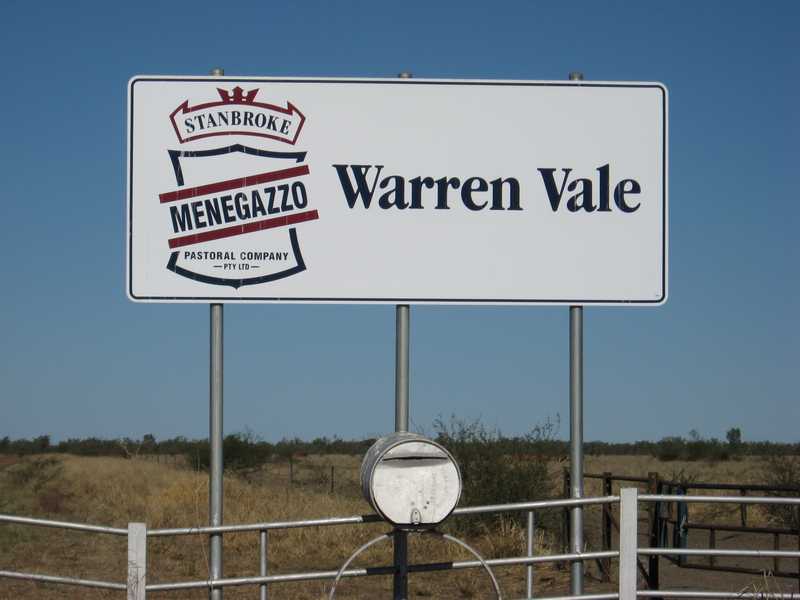 STANBROKE
MENEGAZZO
PASTORAL COMPANY
— PTY LTD —
Warren Vale